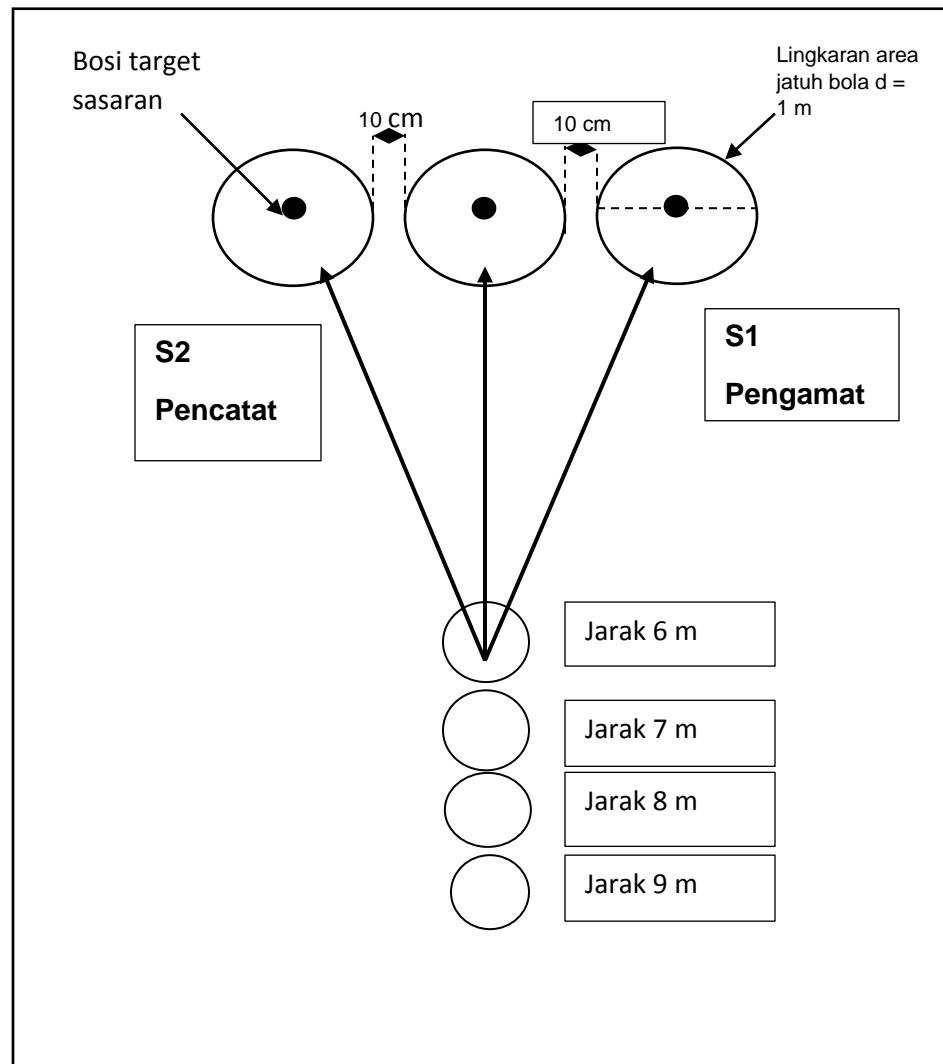 Bosi target
sasaran
10 cm
10 cm
Lingkaran area
jatuh bola d =
1 m
S2
Pencatat
S1
Pengamat
Jarak 6 m
Jarak 7 m
Jarak 8 m
Jarak 9 m